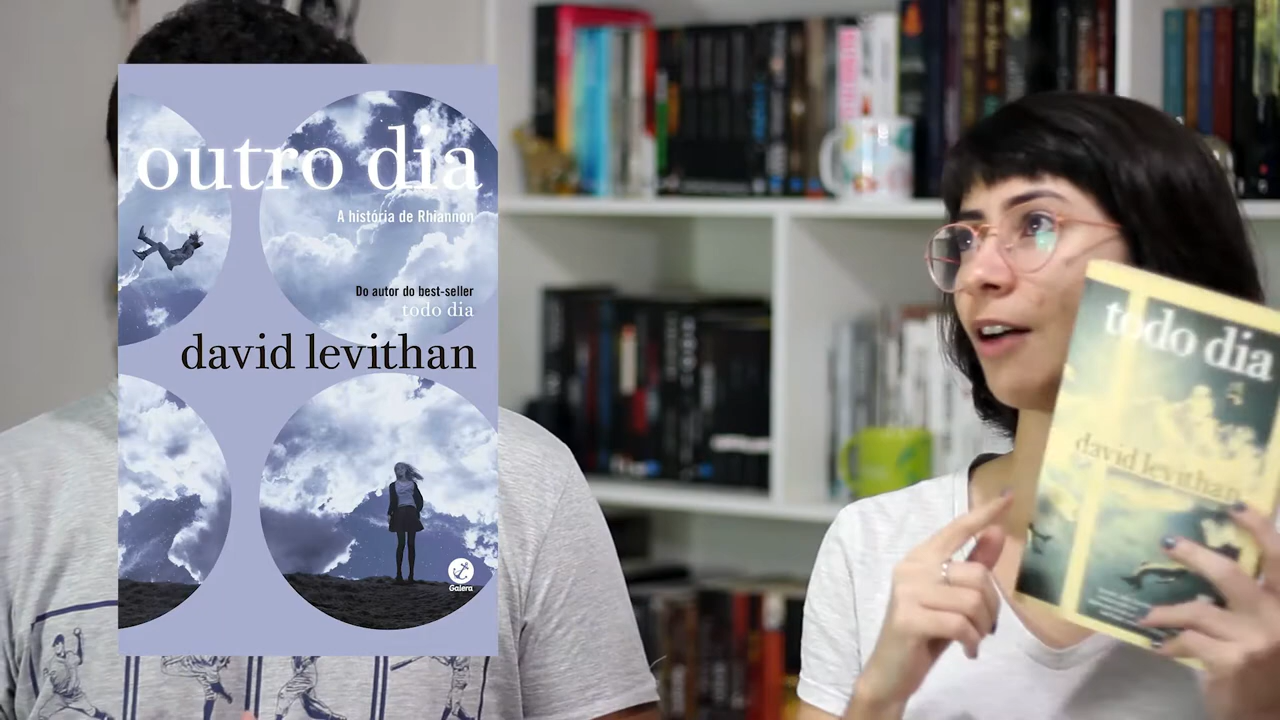 outro dia
A história de Rhiannon
Do autor do best-seller
todo dia
david levithan
Galera
todo dia
david levithan